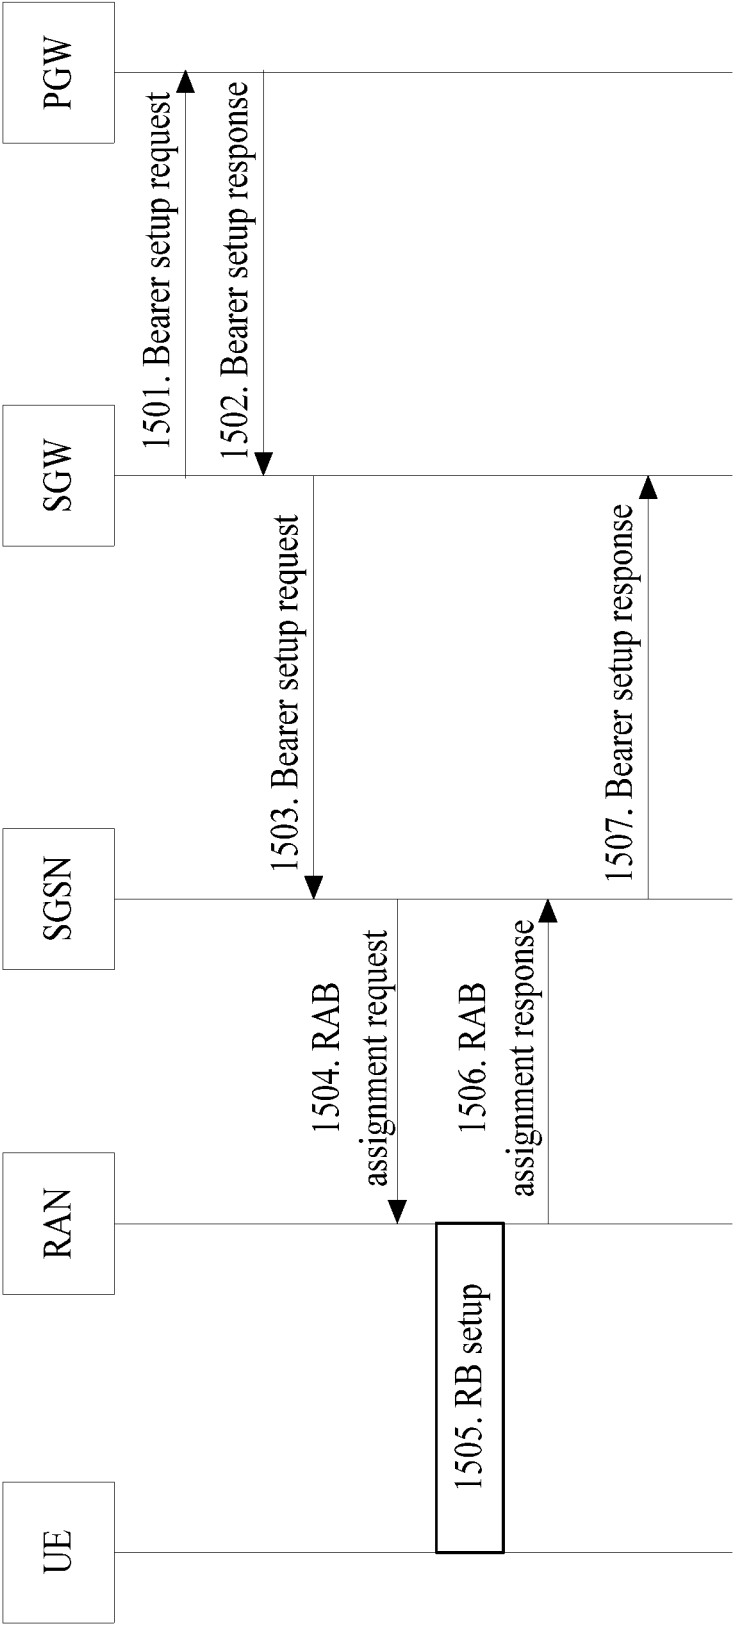 UE
RAN
SGSN
SGW
PGW
1501. Bearer setup request
1502. Bearer setup response
1503. Bearer setup request
1504. RAB
assignment request
1505. RB setup
1506. RAB
assignment response
1507. Bearer setup response